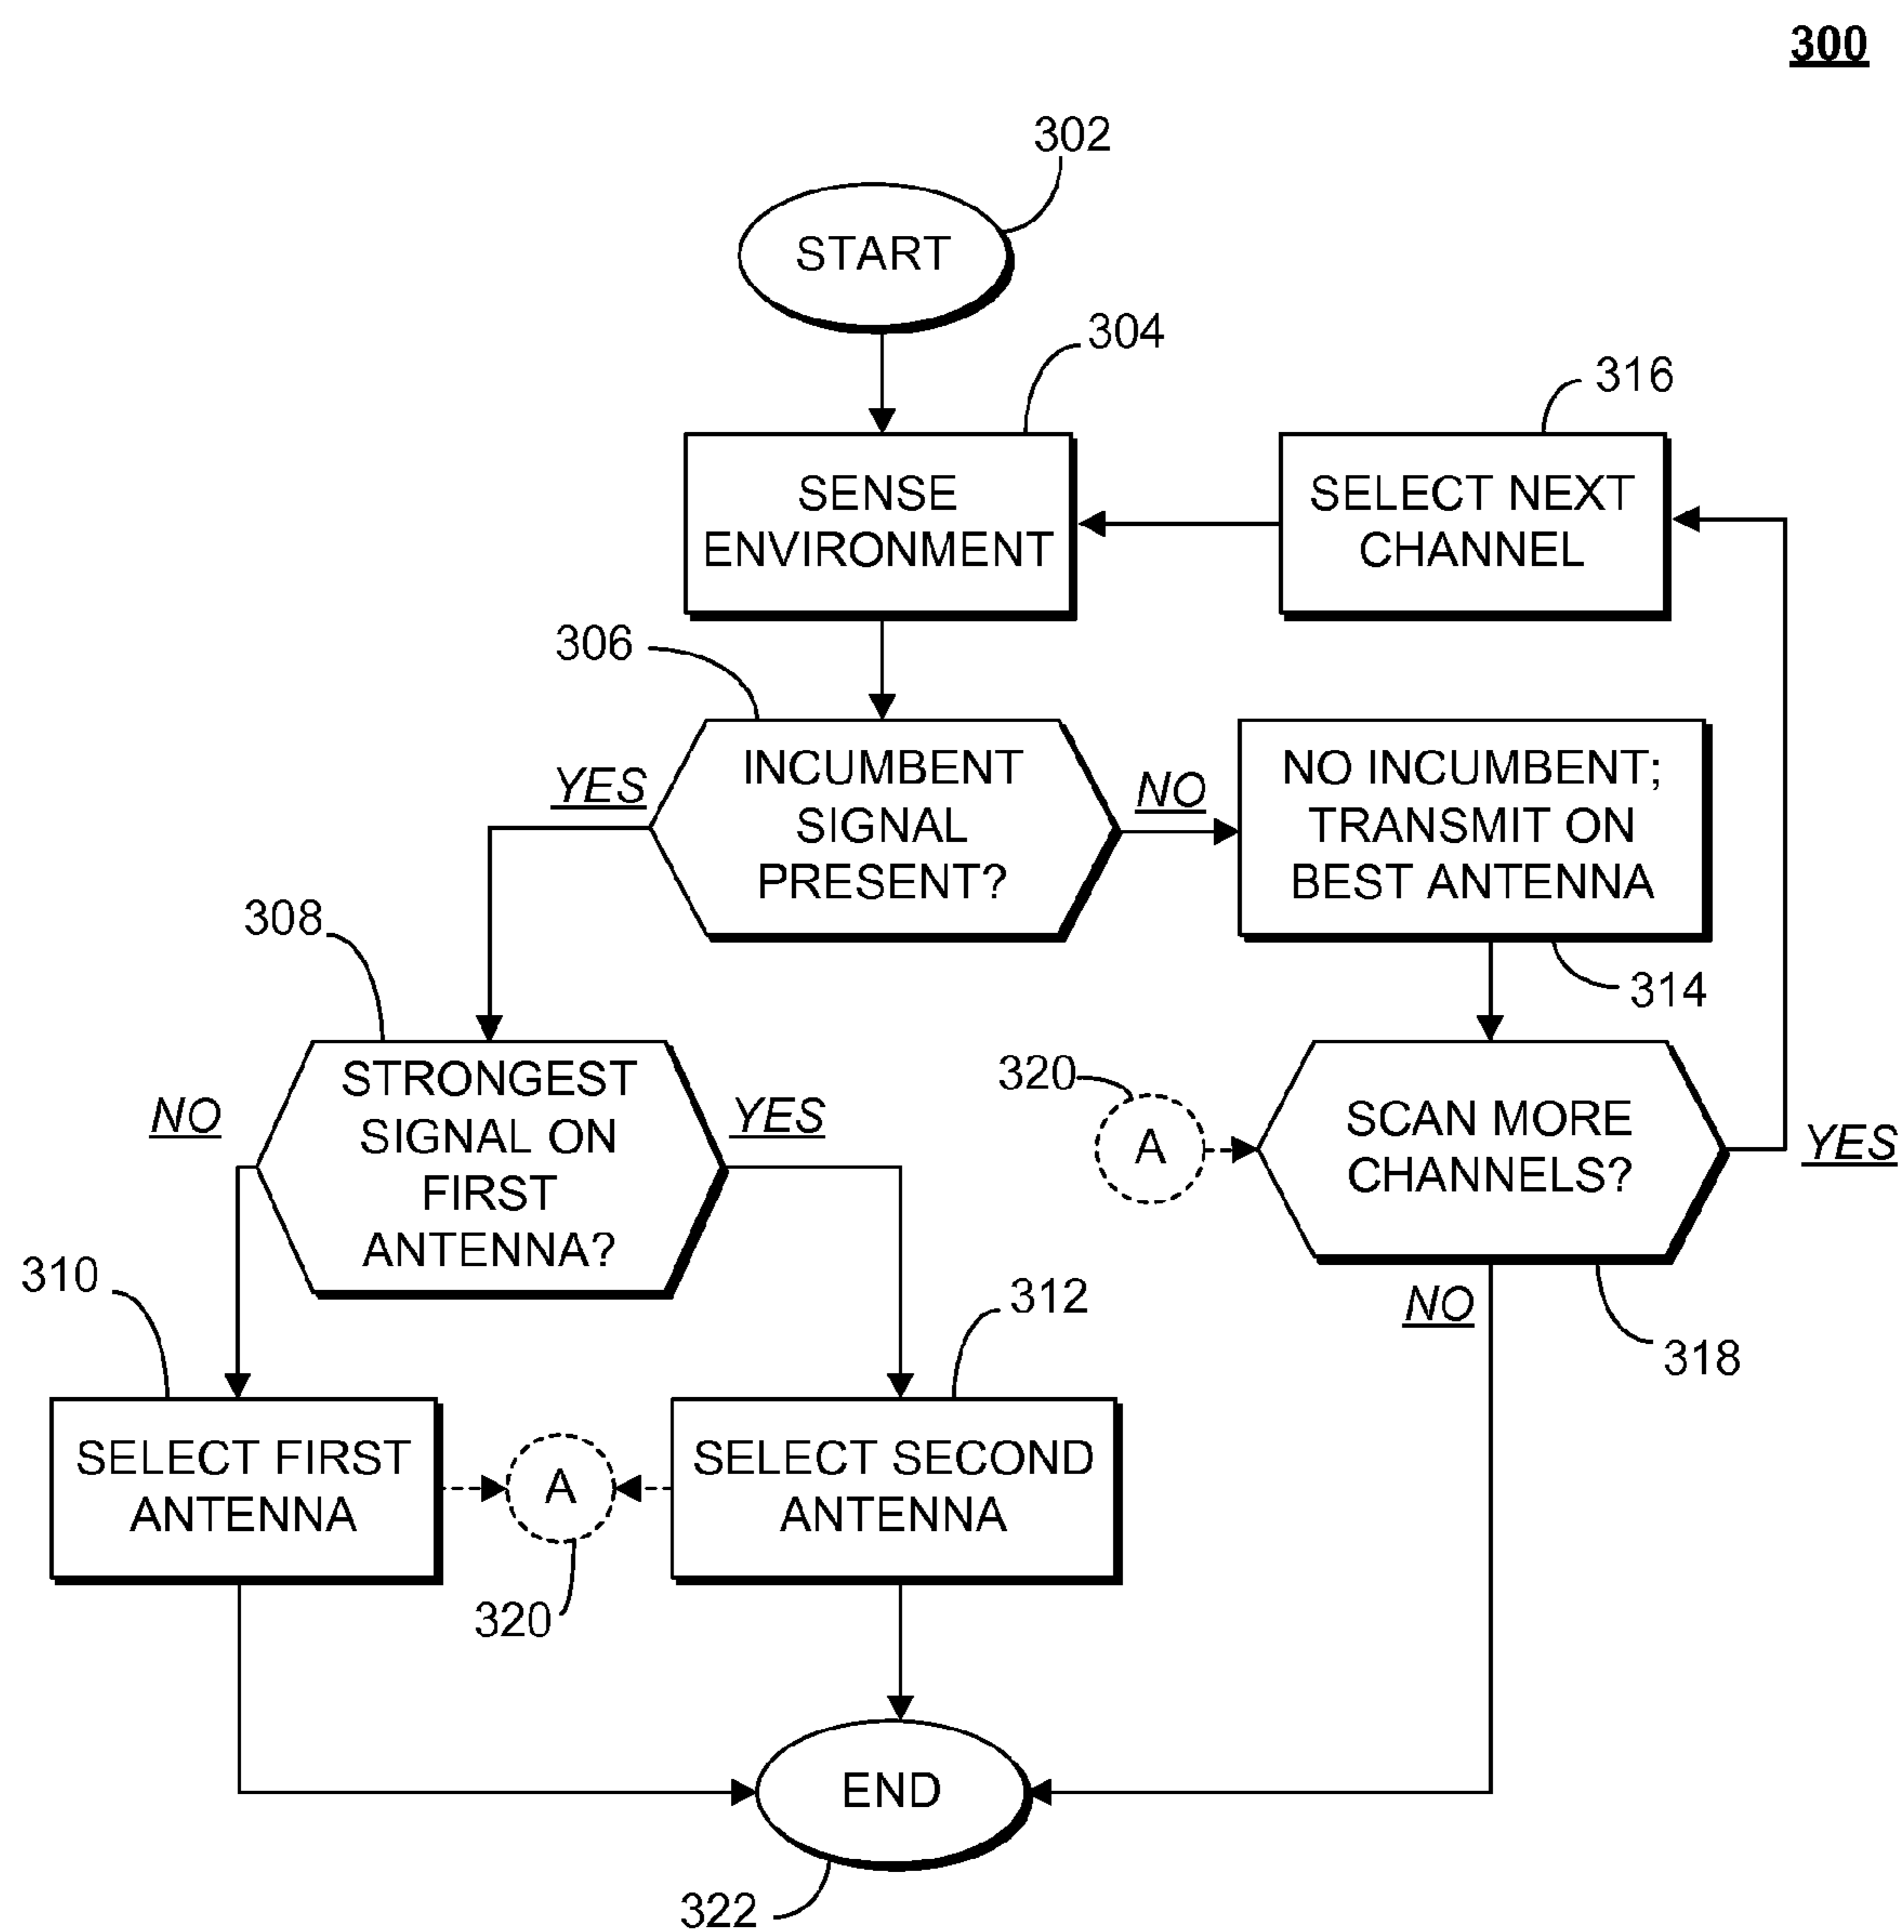 300
302
START
304
316
SENSE
ENVIRONMENT
SELECT NEXT
CHANNEL
306
YES
INCUMBENT
SIGNAL
PRESENT?
NO
NO INCUMBENT;
TRANSMIT ON
BEST ANTENNA
308
314
NO
STRONGEST
SIGNAL ON
FIRST
ANTENNA?
YES
320
A
SCAN MORE
CHANNELS?
YES
310
312
NO
318
SELECT FIRST
ANTENNA
A
SELECT SECOND
ANTENNA
320
END
322